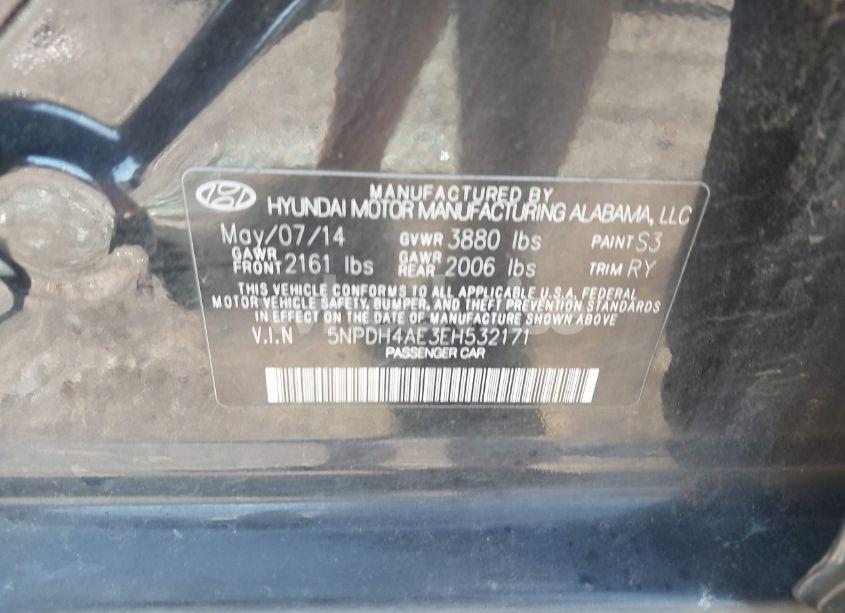 MANUFACTURED BY
HYUNDAI MOTOR MANUFACTURING ALABAMA, LLC
May/07/14 GVWR 3880 lbs PAINT S3
GAWR FRONT 2161 lbs GAWR REAR 2006 lbs TRIM RY
THIS VEHICLE CONFORMS TO ALL APPLICABLE U.S.A. FEDERAL
MOTOR VEHICLE SAFETY, BUMPER, AND THEFT PREVENTION STANDARDS
IN EFFECT ON THE DATE OF MANUFACTURE SHOWN ABOVE
V.I.N 5NPDH4AE3EH532171
PASSENGER CAR